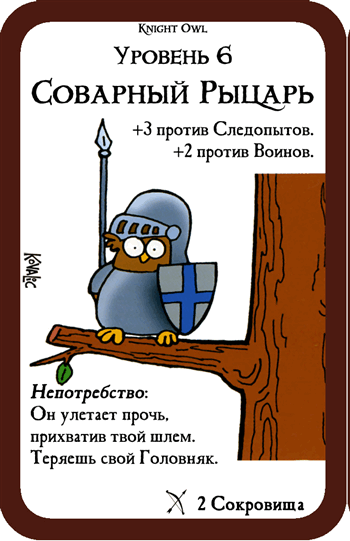 Knight Owl
Уровень 6
Соварный Рыцарь
+3 против Следопытов.
+2 против Воинов.
Kovalic
Непотребство:
Он улетает прочь,
прихватив твой шлем.
Теряешь свой Головняк.
2 Сокровища